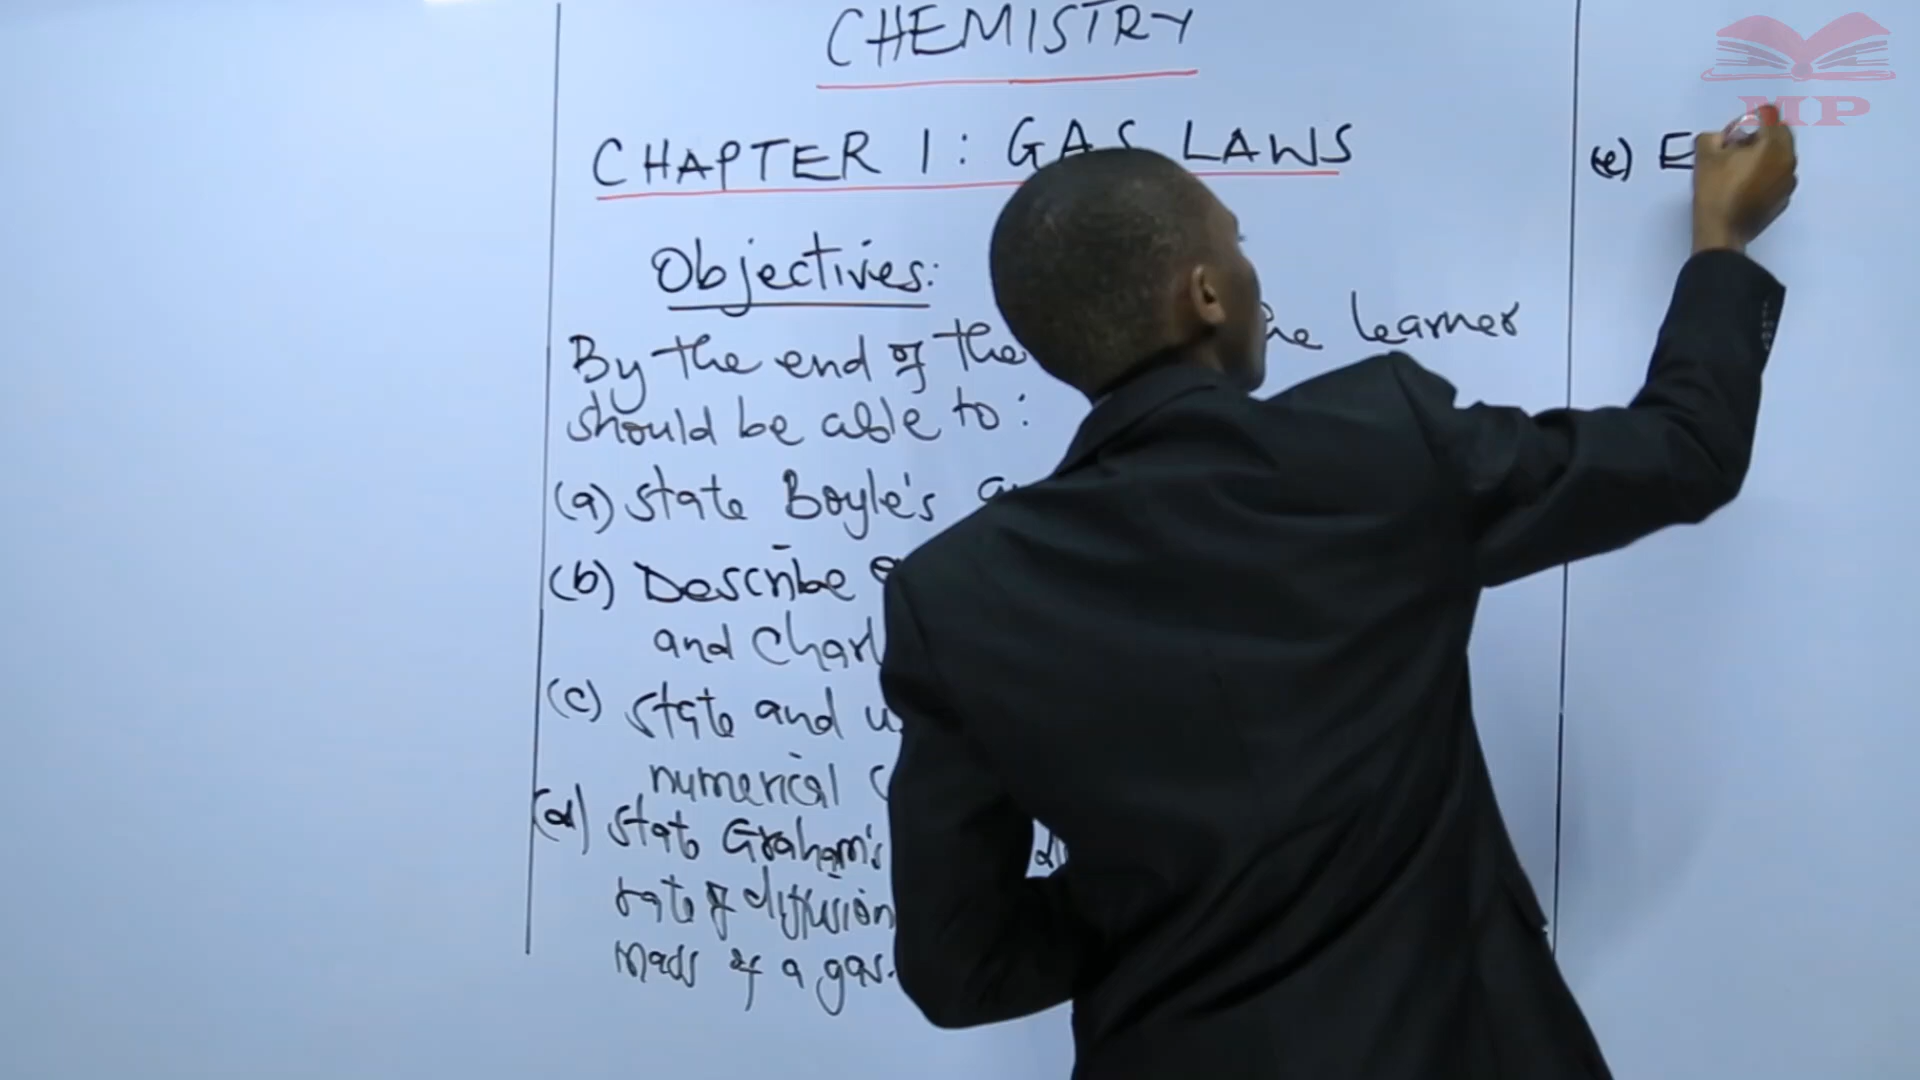 CHEMISTRY
CHAPTER 1: GAS LAWS
Objectives:
By the end of the learner
should be able to:
(a) state Boyle's
(b) Describe
and
(c) state and
numerical
(d) state Graham's
rate of diffusion
mass of a gas.
(e) E
MP